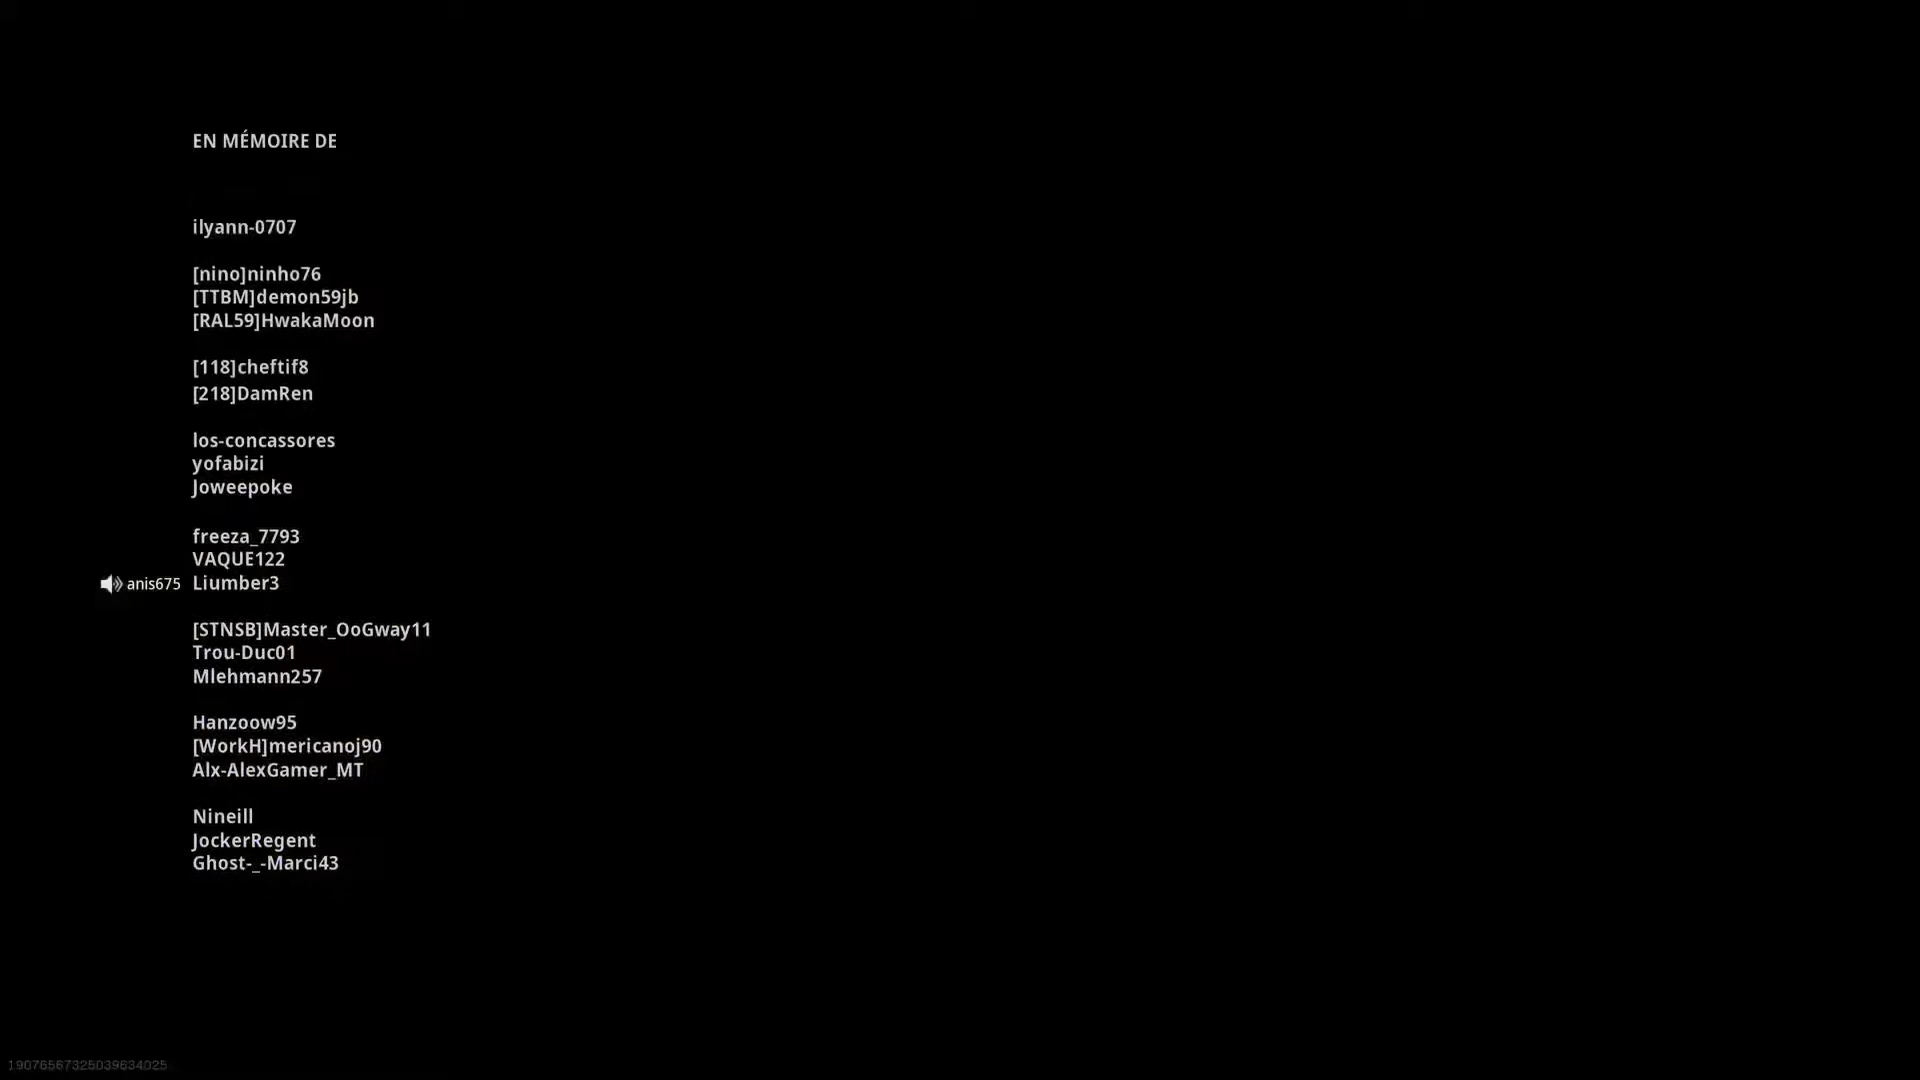 EN MÉMOIRE DE
ilyann-0707
[nino]ninho76
[TTBM]demon59jb
[RAL59]HwakaMoon
[118]cheftif8
[218]DamRen
los-concassores
yofabizi
Joweepoke
freeza_7793
VAQUE122
anis675 Liumber3
[STNSB]Master_OoGway11
Trou-Duc01
Mlehmann257
Hanzoow95
[WorkH]mericanoj90
Alx-AlexGamer_MT
Nineill
JockerRegent
Ghost-_-Marci43
19076567325039634025